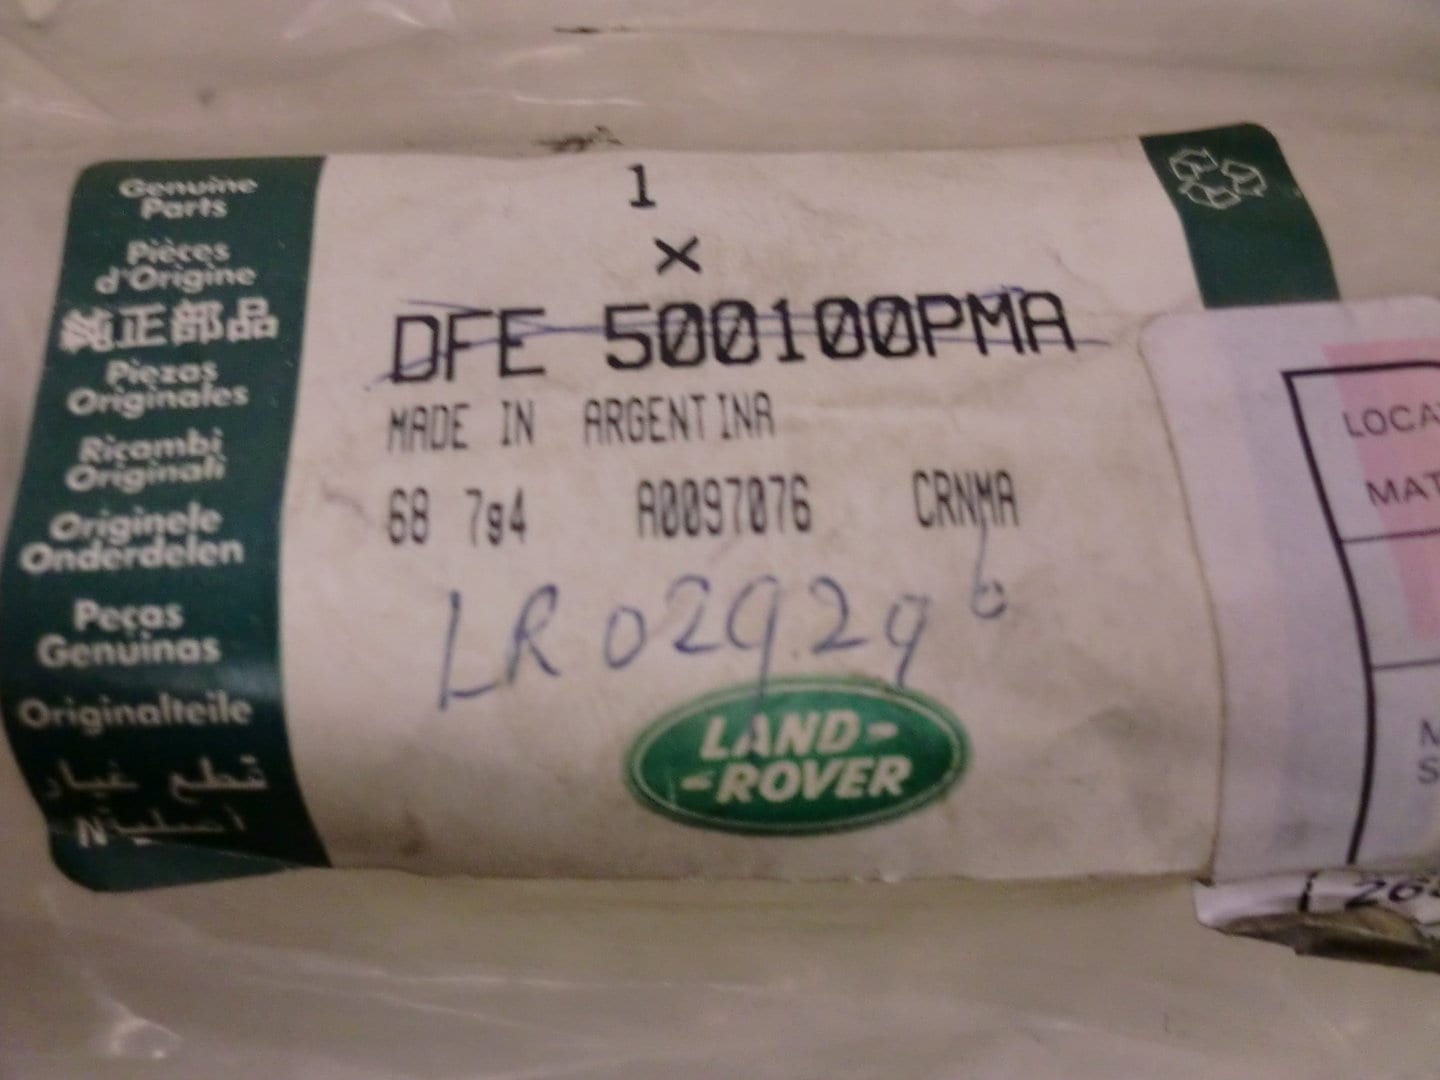 Genuine
Parts
Pièces
d'Origine
純正部品
Piezas
Originales
Ricambi
Originali
Originele
Onderdelen
Peças
Genuinas
Originalteile
قطع غيار
أصلية
1
X
DFE 500100PMA
MADE IN ARGENTINA
68 7g4 A0097076 CRNMA
LR029296
LAND-
-ROVER
LOCA
MAT
M
S